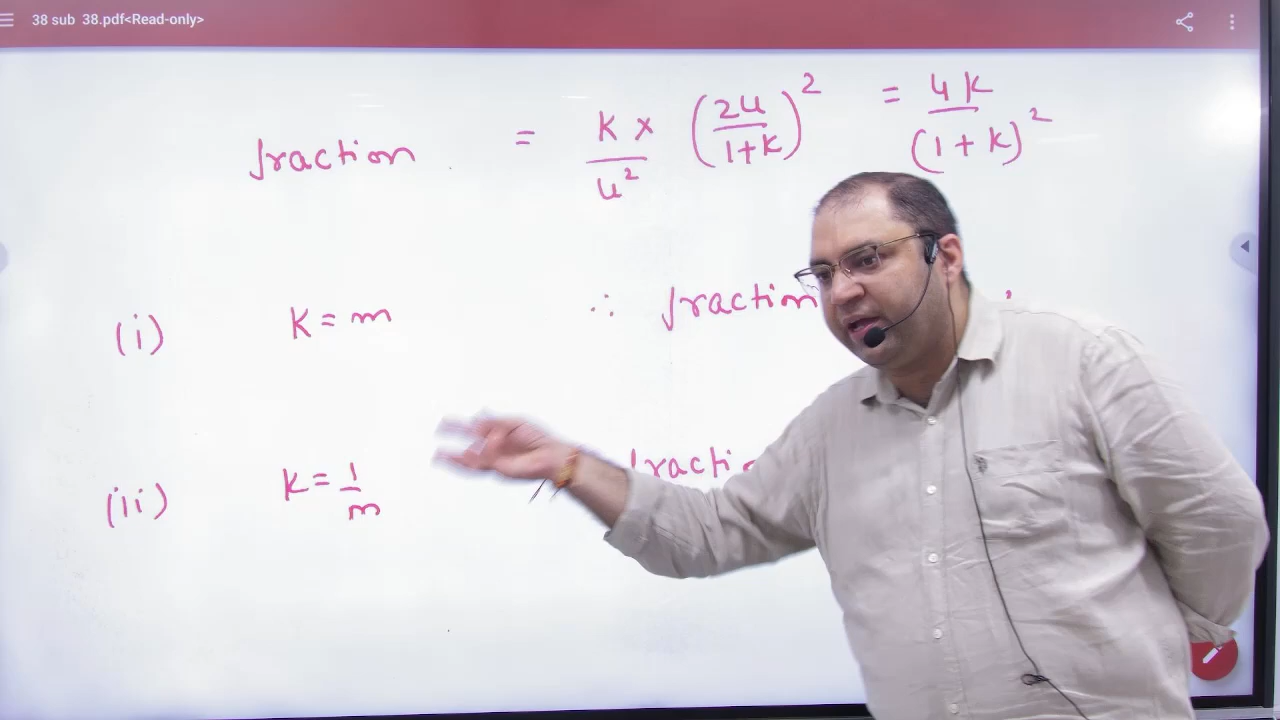 38 sub 38.pdf<Read-only>
fraction = K × / u² (2u / 1+K)² = 4K / (1+K)²
(i) K = m ∴ fraction
(ii) K = 1/m